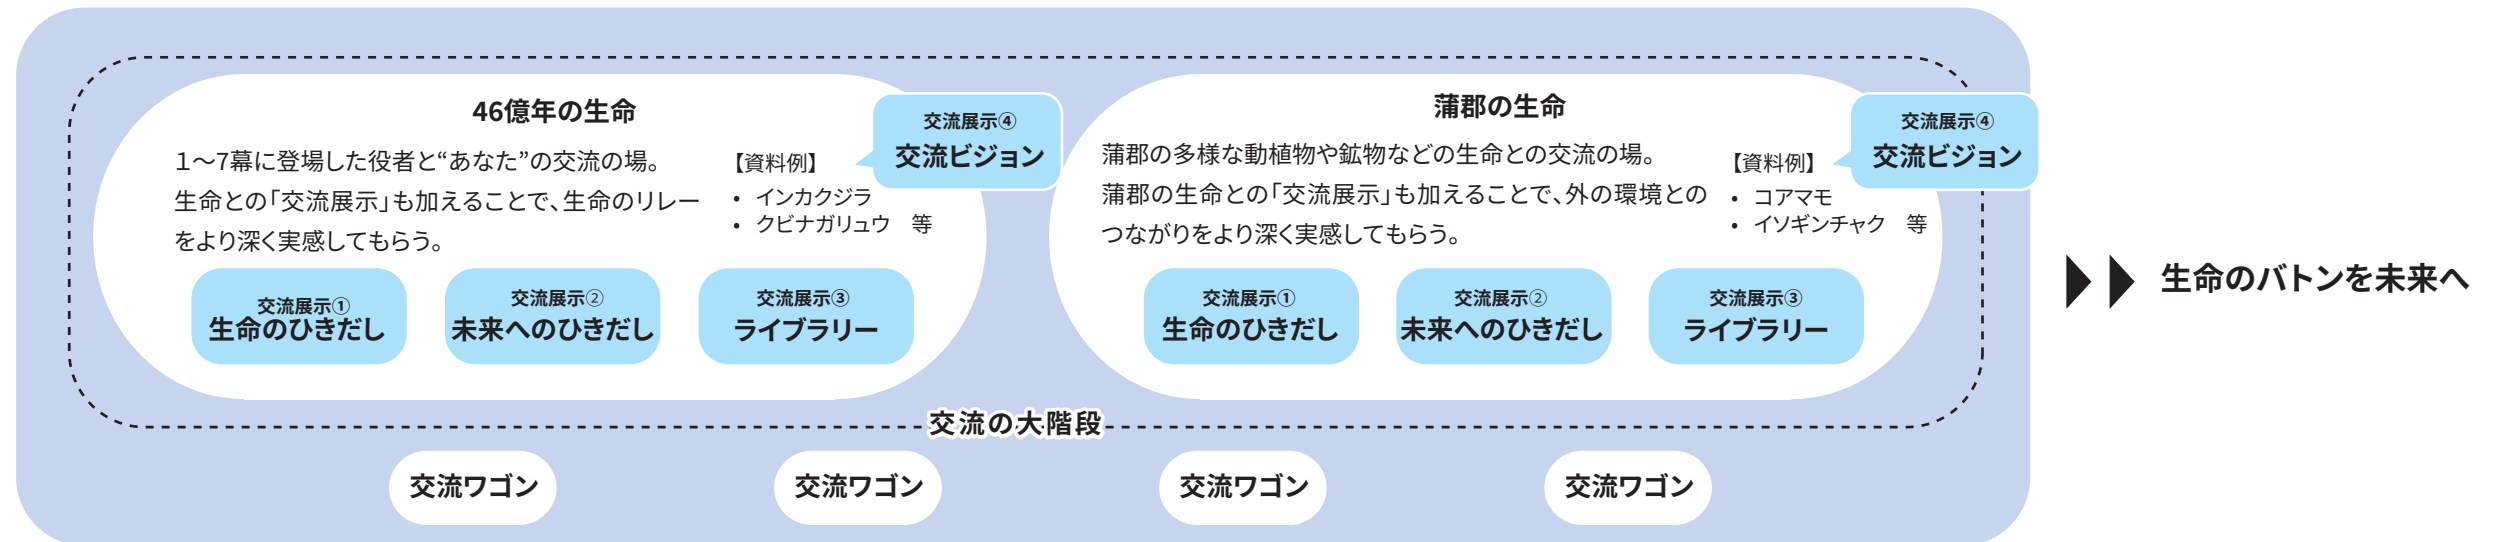 46億年の生命
１～7幕に登場した役者と“あなた”の交流の場。
生命との「交流展示」も加えることで、生命のリレー
をより深く実感してもらう。
【資料例】
• インカクジラ
• クビナガリュウ　等
交流展示④
交流ビジョン
交流展示①
生命のひきだし
交流展示②
未来へのひきだし
交流展示③
ライブラリー
蒲郡の生命
蒲郡の多様な動植物や鉱物などの生命との交流の場。
蒲郡の生命との「交流展示」も加えることで、外の環境との
つながりをより深く実感してもらう。
【資料例】
• コアマモ
• イソギンチャク　等
交流展示④
交流ビジョン
交流展示①
生命のひきだし
交流展示②
未来へのひきだし
交流展示③
ライブラリー
交流の大階段
交流ワゴン
交流ワゴン
交流ワゴン
交流ワゴン
生命のバトンを未来へ